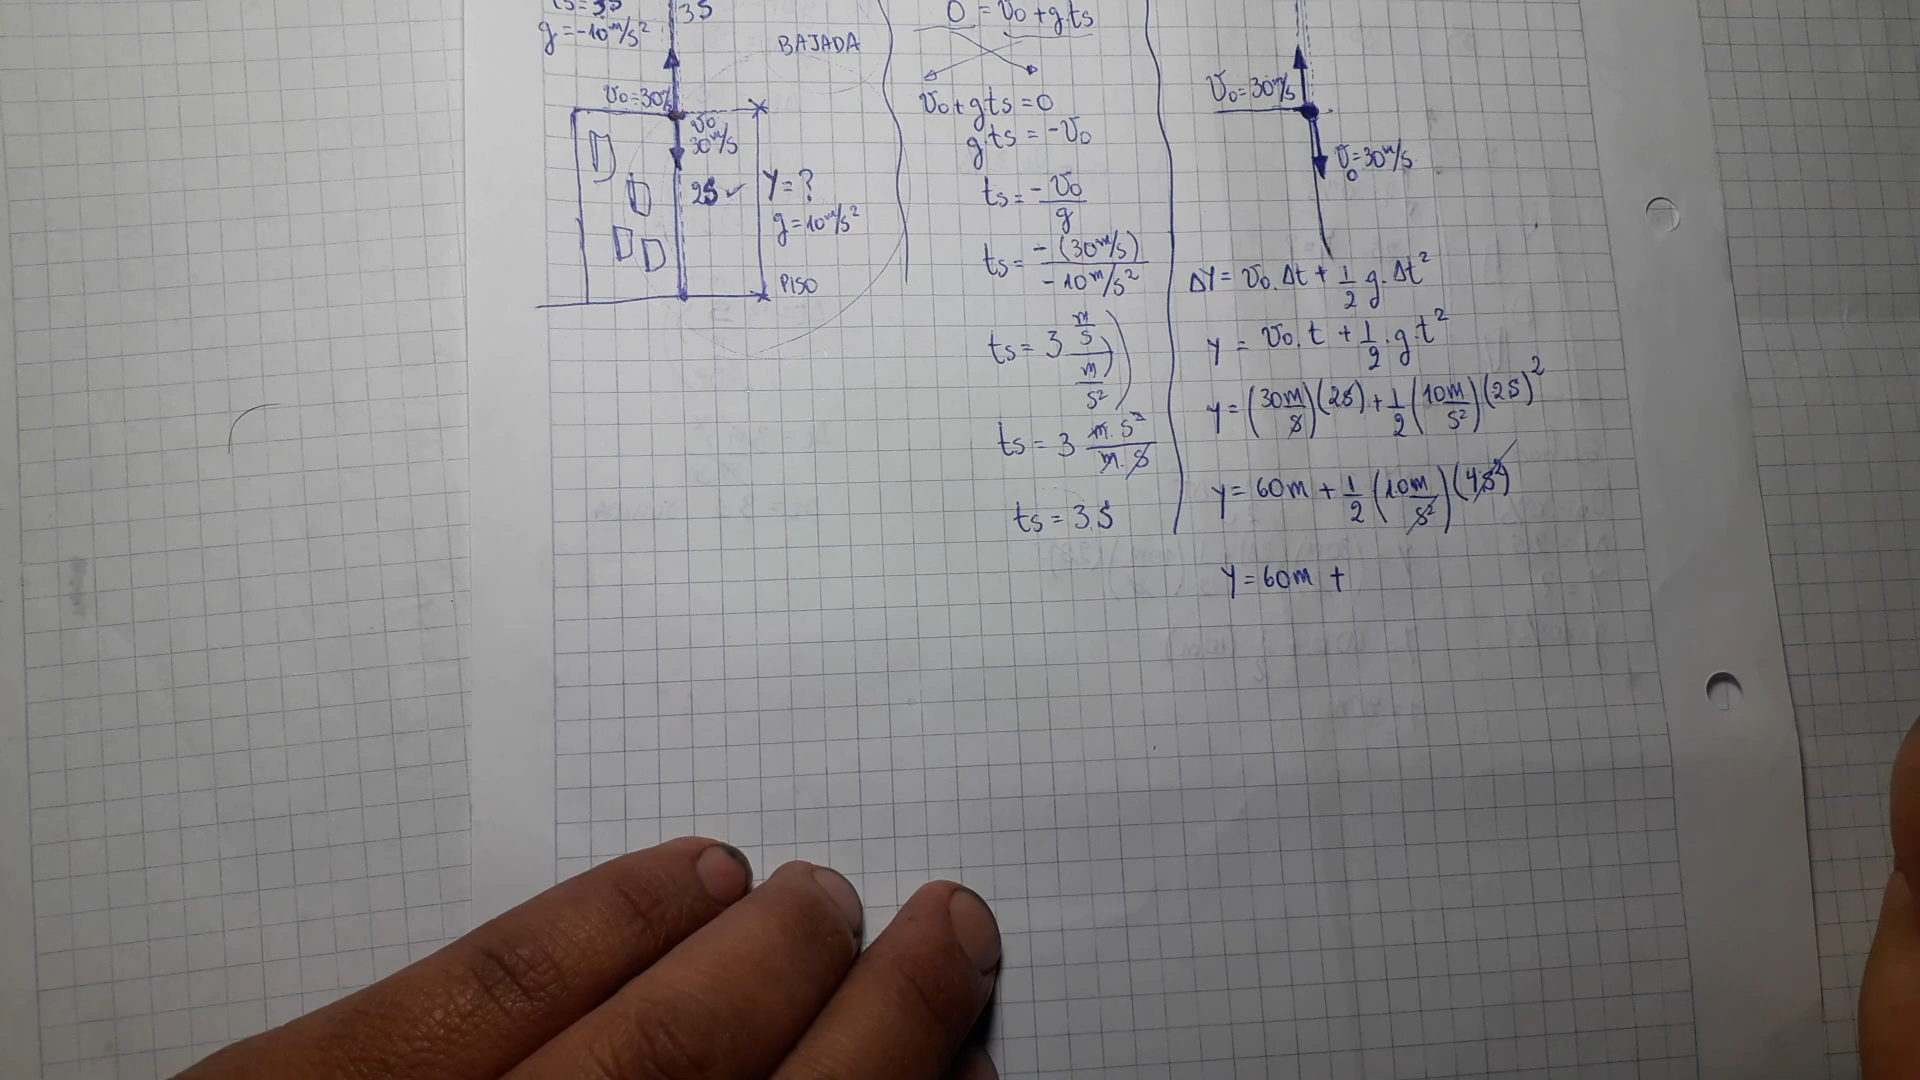 ts=3s
g=-10m/s²
3s
BAJADA
V₀=30m/s
V₀
30m/s
2s ✓
Y=?
g=10m/s²
PISO
0 = V₀+g.ts
V₀+g.ts=0
g.ts = -V₀
ts = -V₀/g
ts = -(30m/s)/-10m/s²
ts = 3 (m/s)/(m/s²)
ts = 3 m.s²/m.s
ts = 3s
V₀=30m/s
V₀=30m/s
ΔY = V₀.Δt + 1/2 g.Δt²
Y = V₀.t + 1/2.g.t²
Y = (30m/s)(2s) + 1/2 (10m/s²)(2s)²
Y = 60m + 1/2 (10m/s²)(4s²)
Y = 60m +